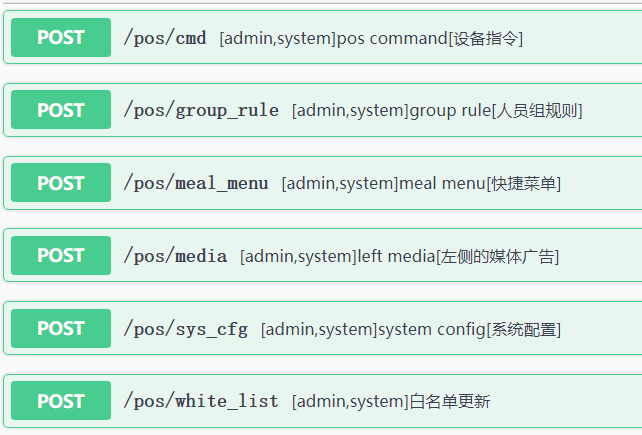 POST /pos/cmd [admin,system]pos command[设备指令]
POST /pos/group_rule [admin,system]group rule[人员组规则]
POST /pos/meal_menu [admin,system]meal menu[快捷菜单]
POST /pos/media [admin,system]left media[左侧的媒体广告]
POST /pos/sys_cfg [admin,system]system config[系统配置]
POST /pos/white_list [admin,system]白名单更新